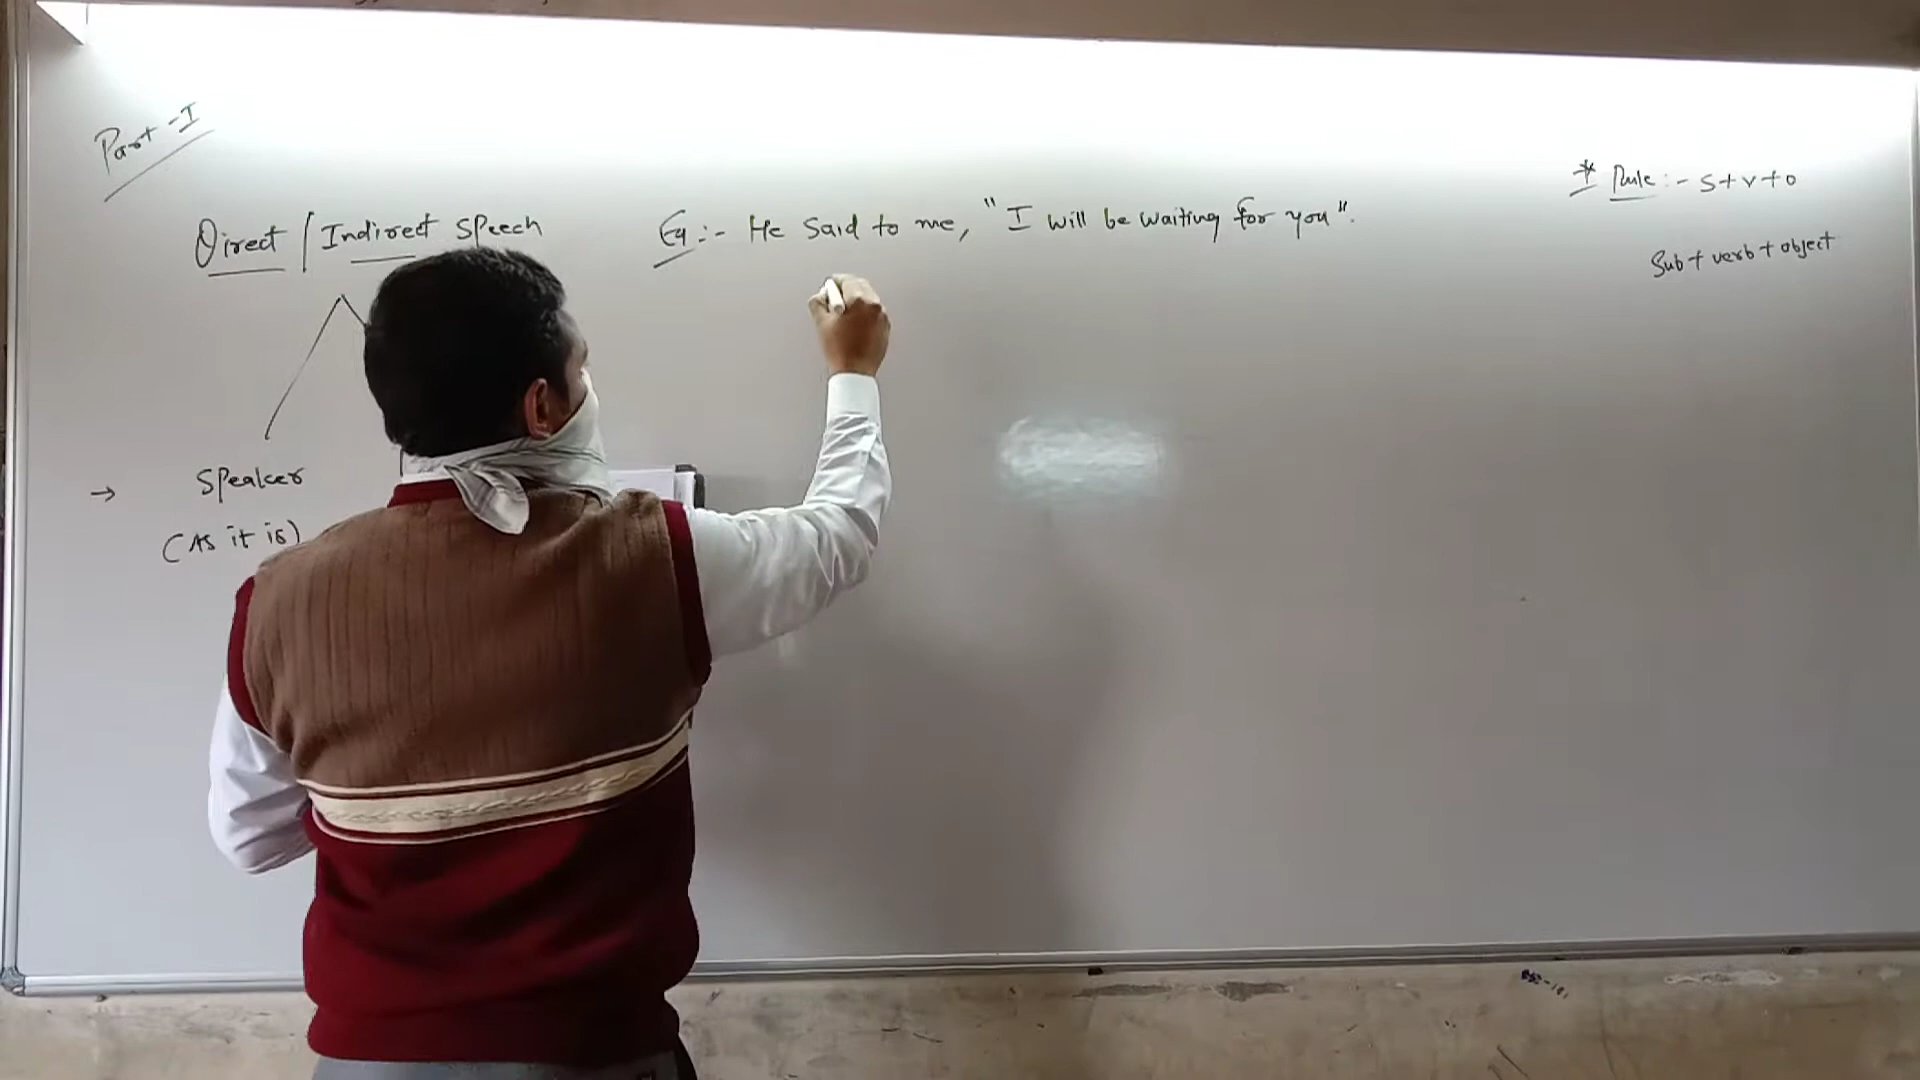 Part-I
Direct / Indirect Speech
Eg:- He said to me, "I will be waiting for you".
* Rule:- S+V+O
Sub + verb + object
→ Speaker
(As it is)